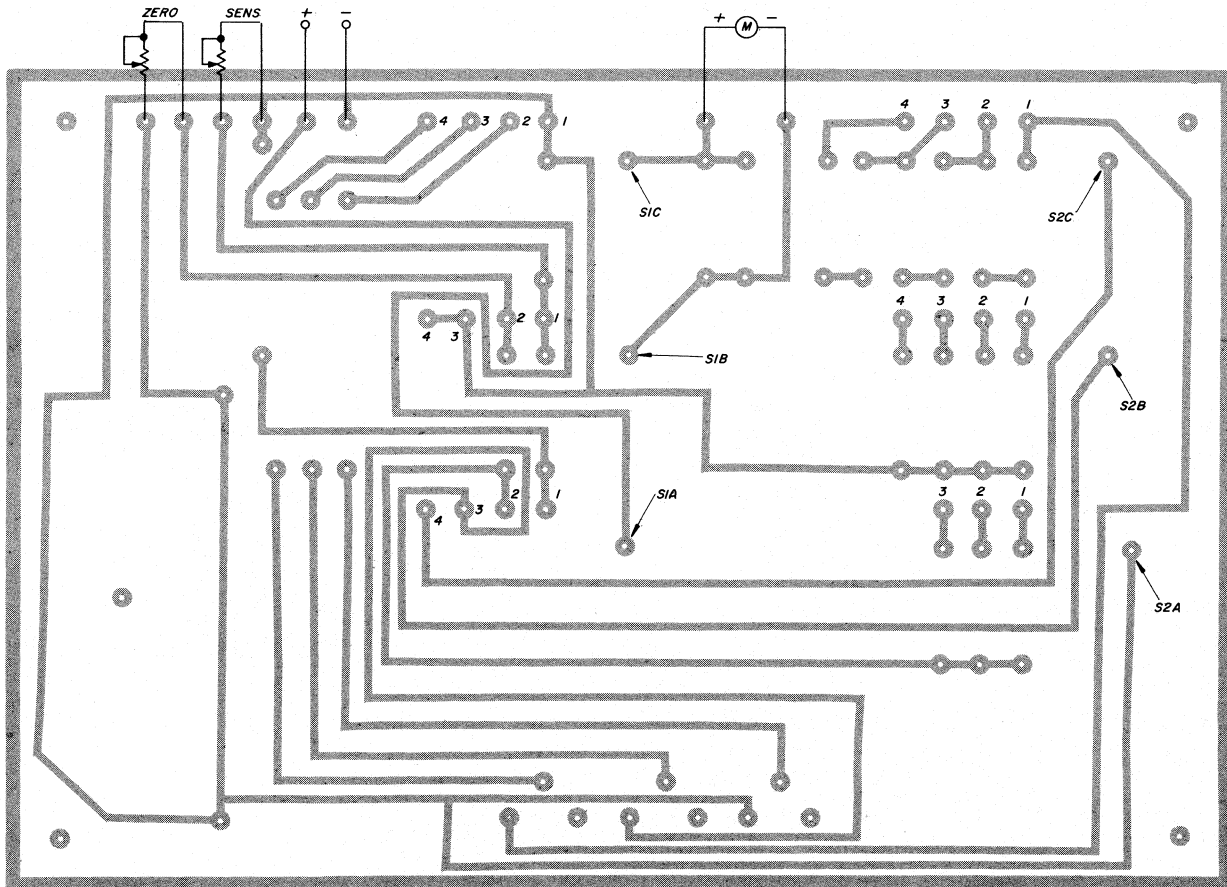 ZERO SENS + −
+ M −
4 3 2 1
4 3 2 1
S1C
S2C
4 3 2 1
4 3 2 1
S1B
S2B
4 3 2 1
S1A
3 2 1
S2A